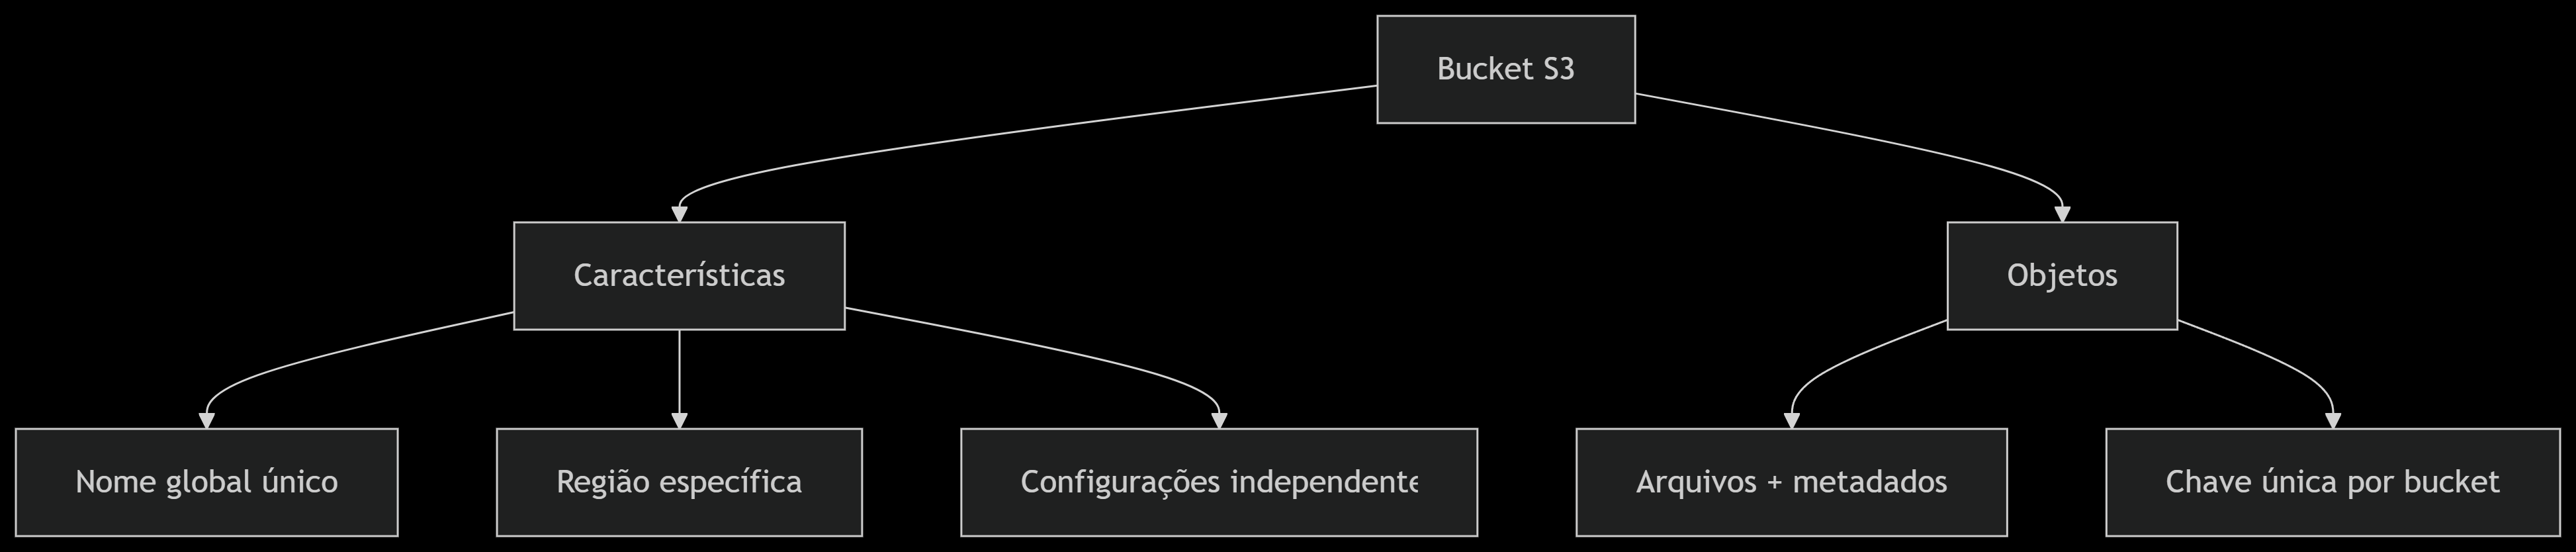 Bucket S3
Características
Objetos
Nome global único
Região específica
Configurações independente
Arquivos + metadados
Chave única por bucket